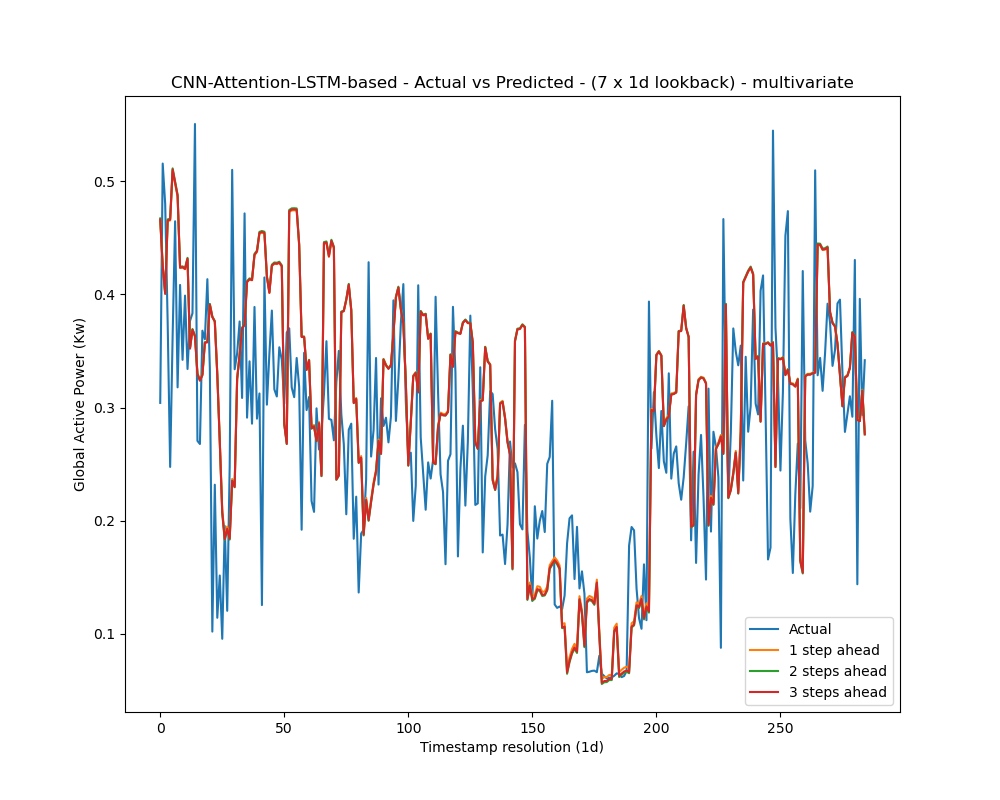 CNN-Attention-LSTM-based - Actual vs Predicted - (7 x 1d lookback) - multivariate
Global Active Power (Kw)
0.5
0.4
0.3
0.2
0.1
0 50 100 150 200 250
Timestamp resolution (1d)
Actual
1 step ahead
2 steps ahead
3 steps ahead